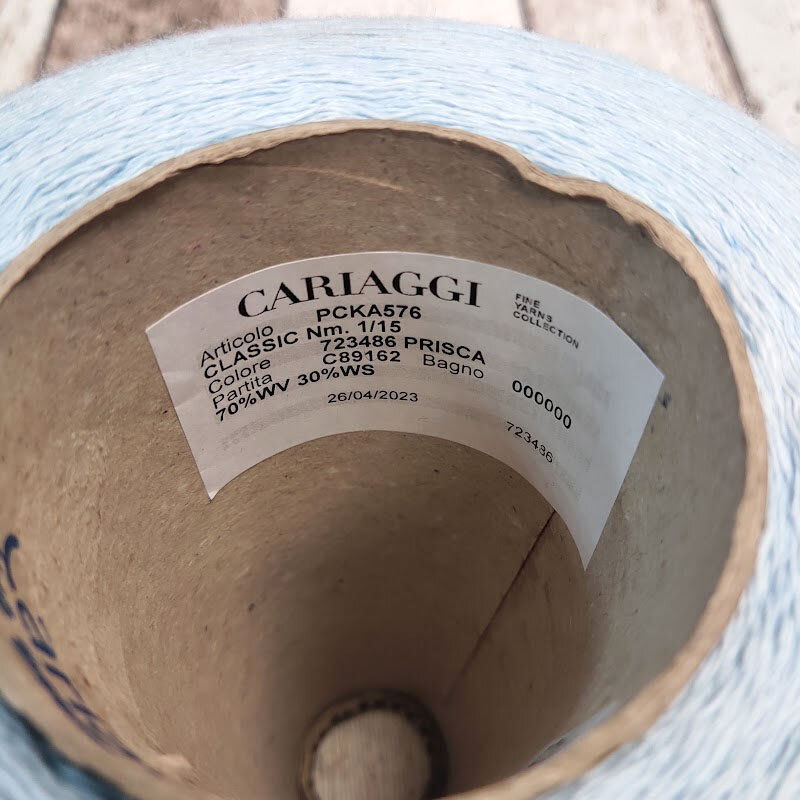 CARIAGGI
FINE
YARNS
COLLECTION
Articolo PCKA576
CLASSIC Nm. 1/15
Colore 723486 PRISCA
Partita C89162 Bagno 000000
70%WV 30%WS
26/04/2023
723486